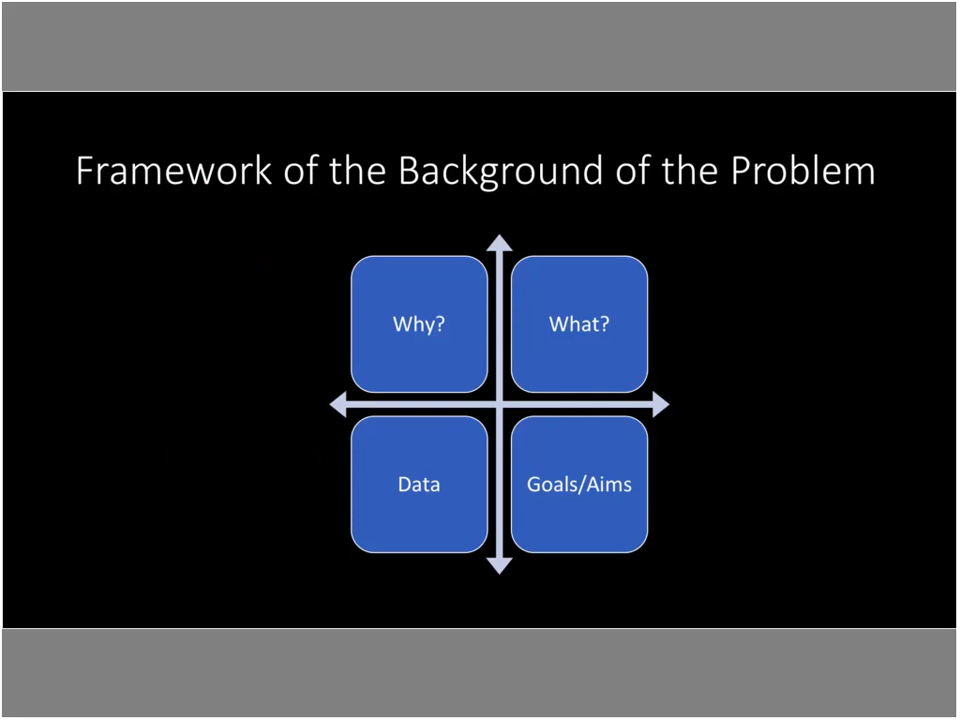 Framework of the Background of the Problem
Why?
What?
Data
Goals/Aims